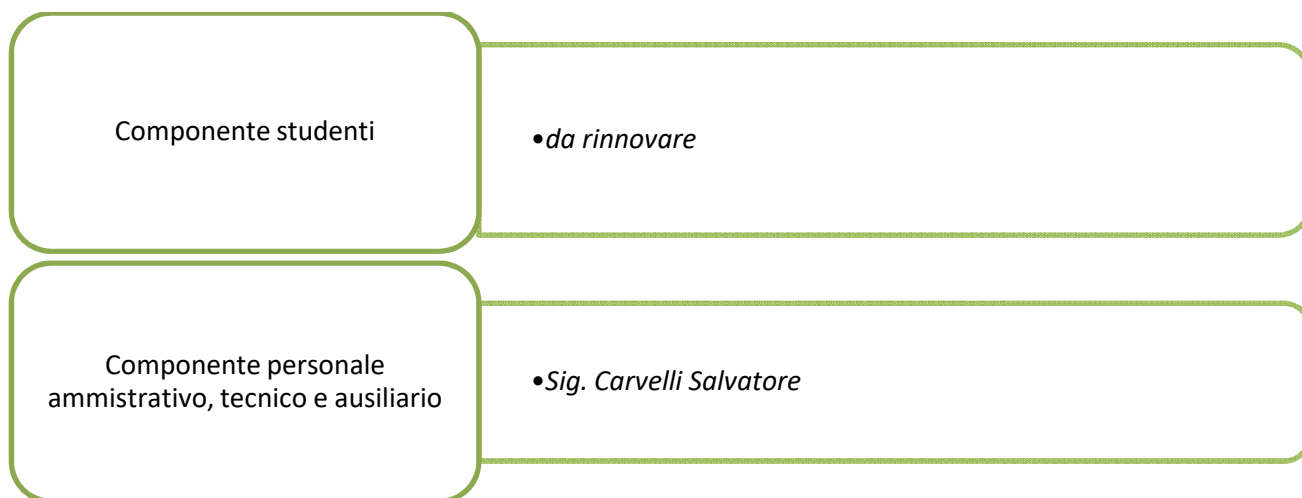 Componente studenti
•da rinnovare
Componente personale
ammistrativo, tecnico e ausiliario
•Sig. Carvelli Salvatore